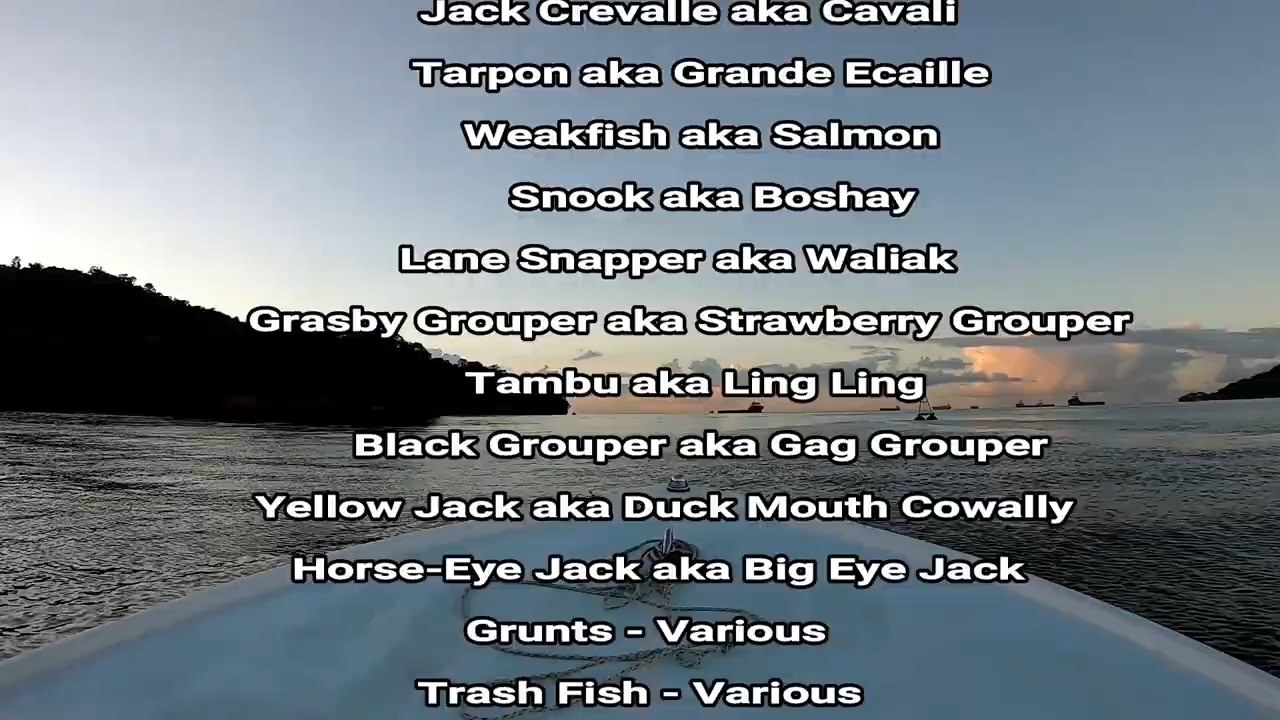 Jack Crevalle aka Cavali
Tarpon aka Grande Ecaille
Weakfish aka Salmon
Snook aka Boshay
Lane Snapper aka Waliak
Grasby Grouper aka Strawberry Grouper
Tambu aka Ling Ling
Black Grouper aka Gag Grouper
Yellow Jack aka Duck Mouth Cowally
Horse-Eye Jack aka Big Eye Jack
Grunts - Various
Trash Fish - Various